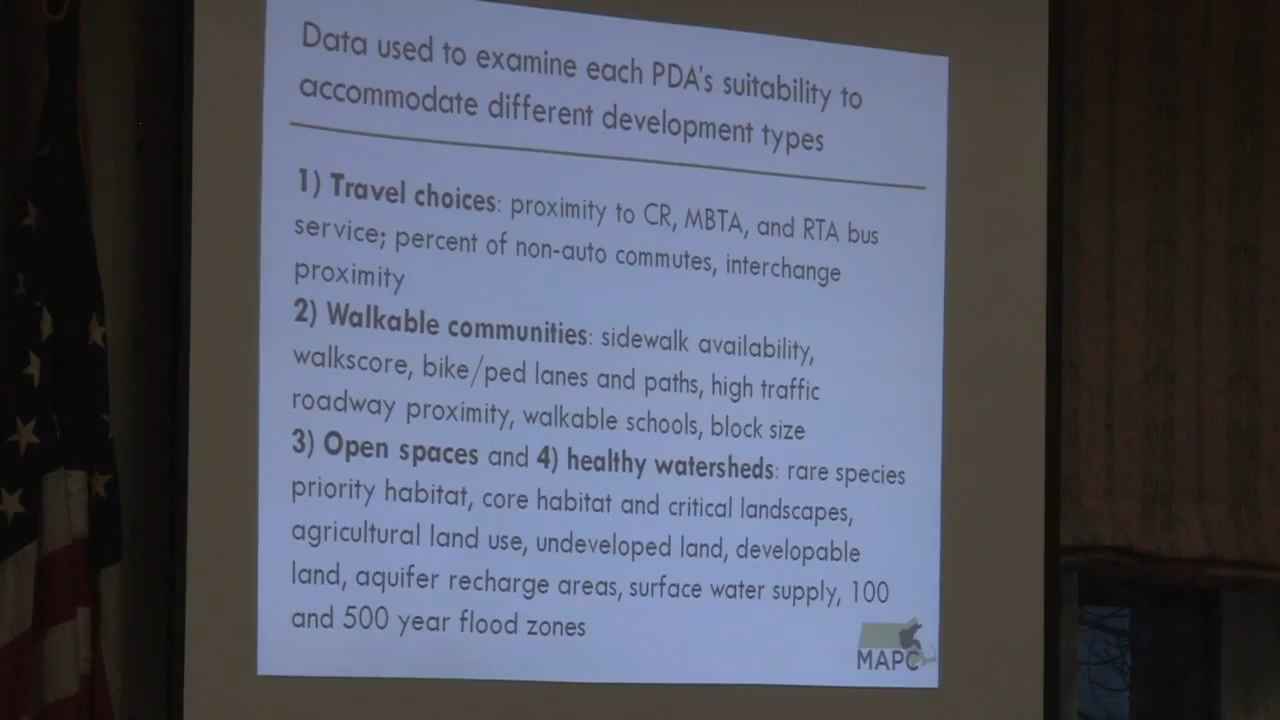 Data used to examine each PDA's suitability to
accommodate different development types
1) Travel choices: proximity to CR, MBTA, and RTA bus
service; percent of non-auto commutes, interchange
proximity
2) Walkable communities: sidewalk availability,
walkscore, bike/ped lanes and paths, high traffic
roadway proximity, walkable schools, block size
3) Open spaces and 4) healthy watersheds: rare species
priority habitat, core habitat and critical landscapes,
agricultural land use, undeveloped land, developable
land, aquifer recharge areas, surface water supply, 100
and 500 year flood zones
MAPC